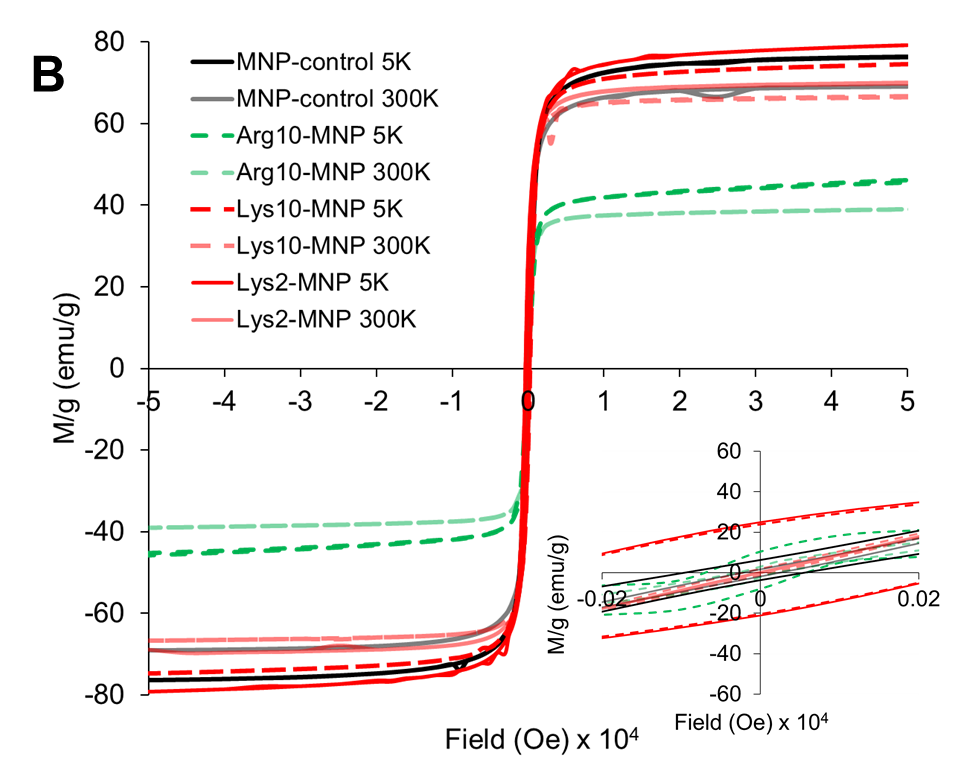 B
M/g (emu/g)
80
60
40
20
0
-20
-40
-60
-80
-5 -4 -3 -2 -1 0 1 2 3 4 5
Field (Oe) x 10⁴
MNP-control 5K
MNP-control 300K
Arg10-MNP 5K
Arg10-MNP 300K
Lys10-MNP 5K
Lys10-MNP 300K
Lys2-MNP 5K
Lys2-MNP 300K
M/g (emu/g)
60
40
20
0
-20
-40
-60
-0.02 0 0.02
Field (Oe) x 10⁴